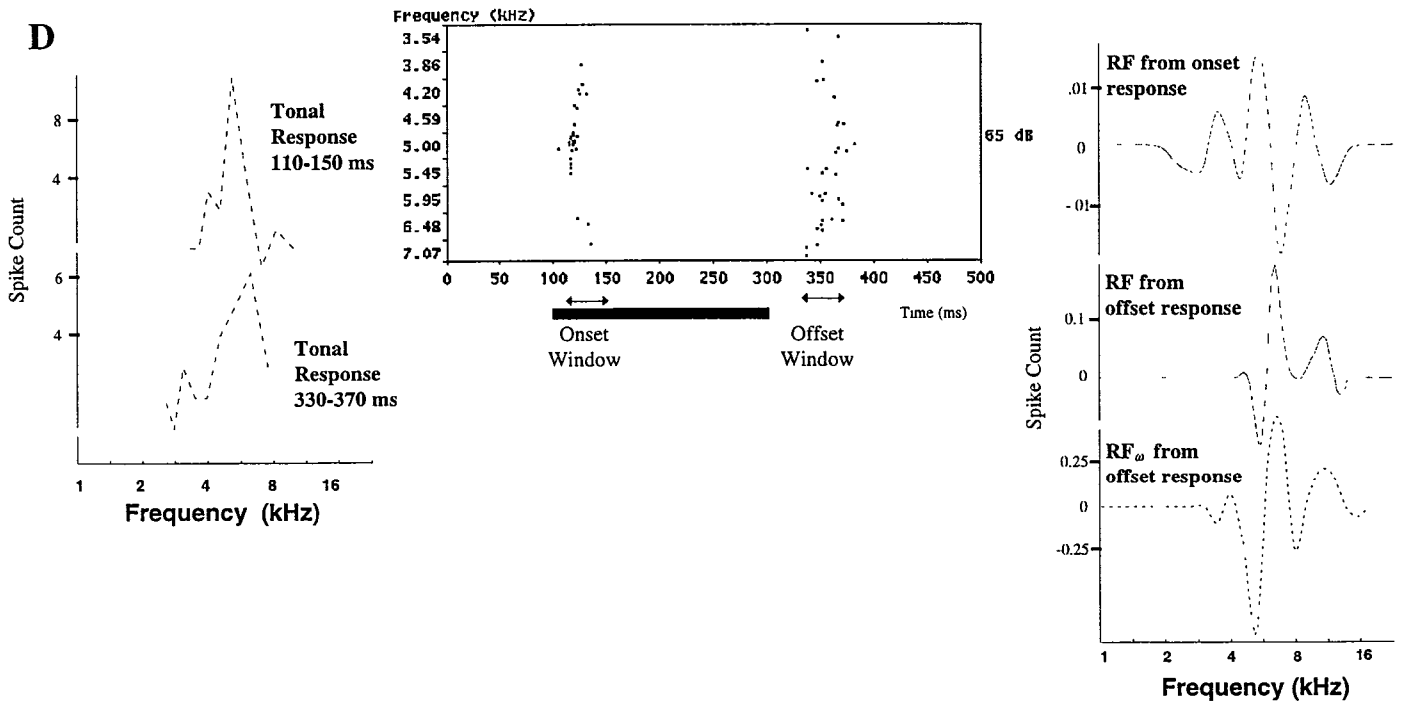 D
Tonal
Response
110-150 ms
8
4
6
4
Spike Count
Tonal
Response
330-370 ms
1 2 4 8 16
Frequency (kHz)
Frequency (kHz)
3.54
3.86
4.20
4.59
5.00
5.45
5.95
6.48
7.07
65 dB
0 50 100 150 200 250 300 350 400 450 500
Time (ms)
Onset
Window
Offset
Window
RF from onset
response
.01
0
-.01
RF from
offset response
0.1
0
Spike Count
RFω from
offset response
0.25
0
-0.25
1 2 4 8 16
Frequency (kHz)